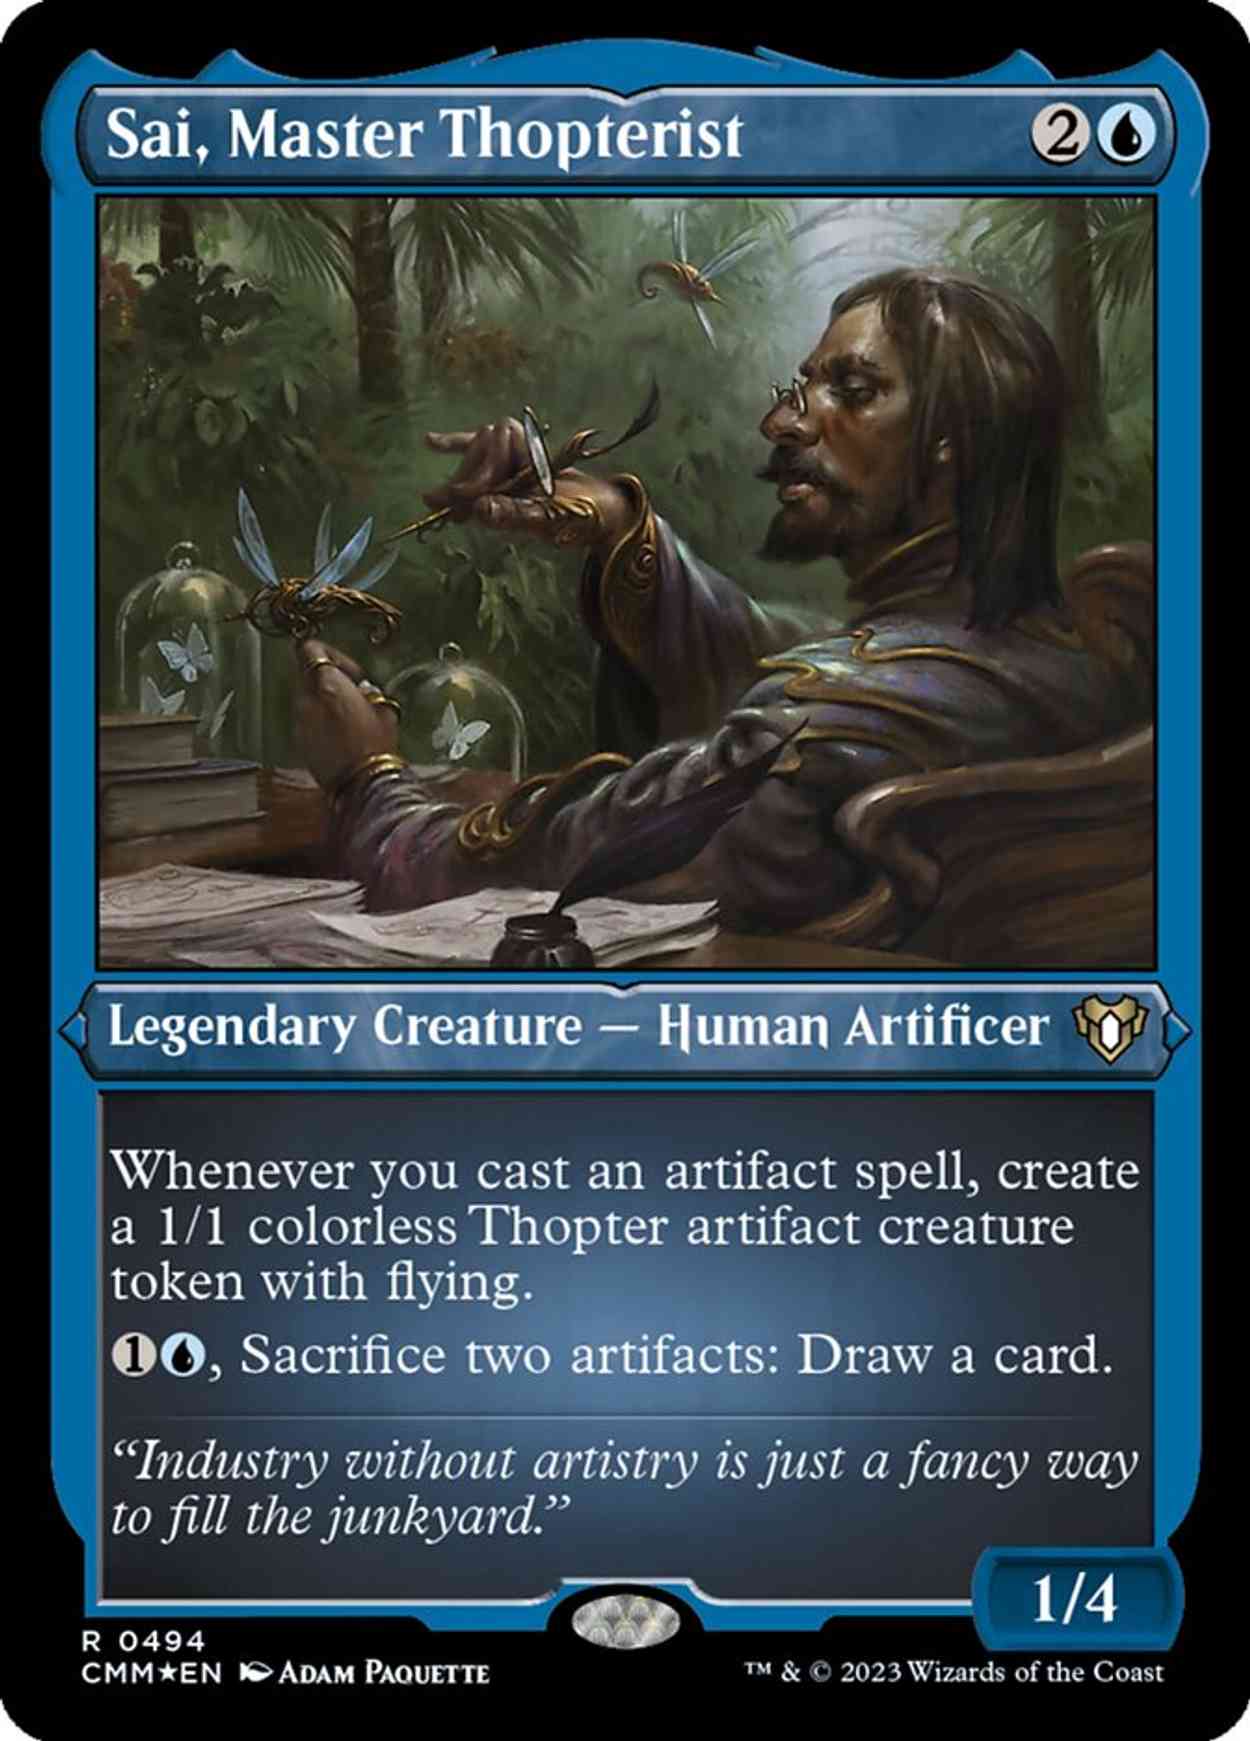 Sai, Master Thopterist 2
Legendary Creature — Human Artificer
Whenever you cast an artifact spell, create
a 1/1 colorless Thopter artifact creature
token with flying.
1, Sacrifice two artifacts: Draw a card.
“Industry without artistry is just a fancy way
to fill the junkyard.”
1/4
R 0494
CMM★EN Adam Paquette
™ & © 2023 Wizards of the Coast